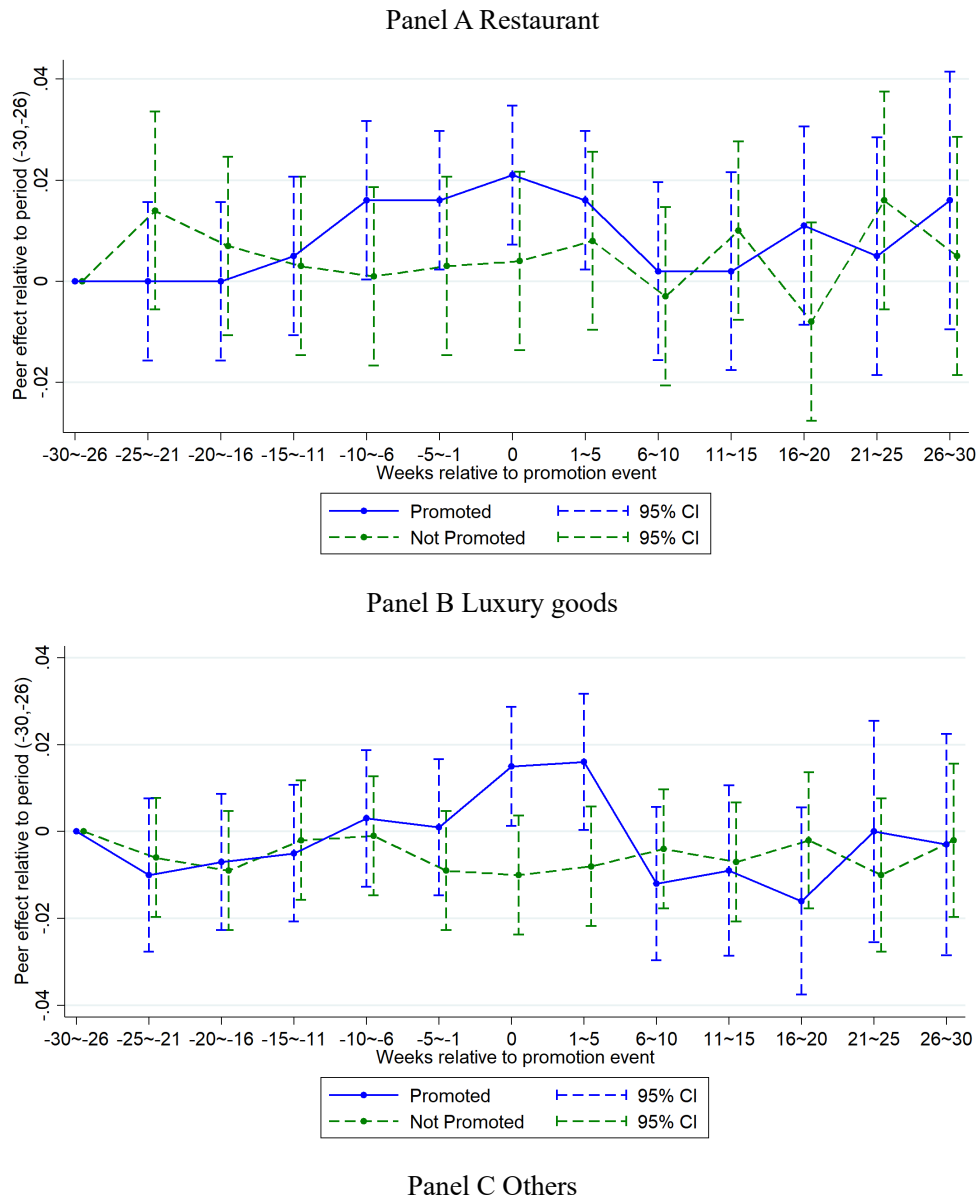 Panel A Restaurant
Peer effect relative to period (-30,-26)
.04
.02
0
-.02
-30~-26 -25~-21 -20~-16 -15~-11 -10~-6 -5~-1 0 1~5 6~10 11~15 16~20 21~25 26~30
Weeks relative to promotion event
Promoted 95% CI
Not Promoted 95% CI
Panel B Luxury goods
Peer effect relative to period (-30,-26)
.04
.02
0
-.02
-.04
-30~-26 -25~-21 -20~-16 -15~-11 -10~-6 -5~-1 0 1~5 6~10 11~15 16~20 21~25 26~30
Weeks relative to promotion event
Promoted 95% CI
Not Promoted 95% CI
Panel C Others